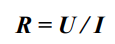 R = U / I